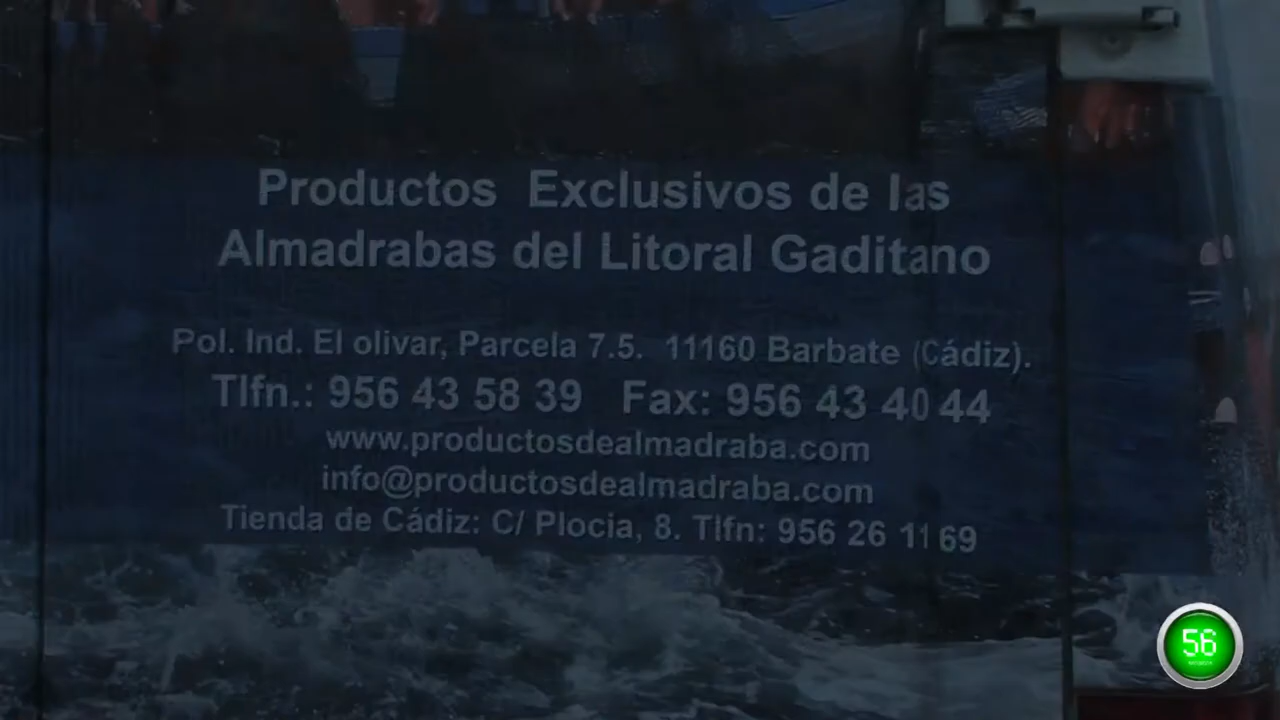 Productos Exclusivos de las
Almadrabas del Litoral Gaditano
Pol. Ind. El olivar, Parcela 7.5. 11160 Barbate (Cádiz).
Tlfn.: 956 43 58 39 Fax: 956 43 40 44
www.productosdealmadraba.com
info@productosdealmadraba.com
Tienda de Cádiz: C/ Plocia, 8. Tlfn: 956 26 11 69
56